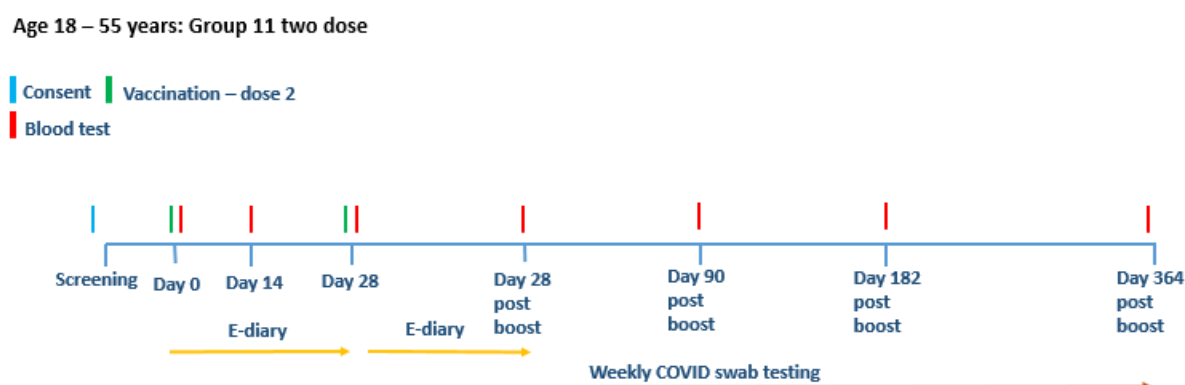 Age 18 – 55 years: Group 11 two dose
Consent Vaccination – dose 2
Blood test
Screening Day 0 Day 14 Day 28 Day 28 post boost Day 90 post boost Day 182 post boost Day 364 post boost
E-diary E-diary
Weekly COVID swab testing